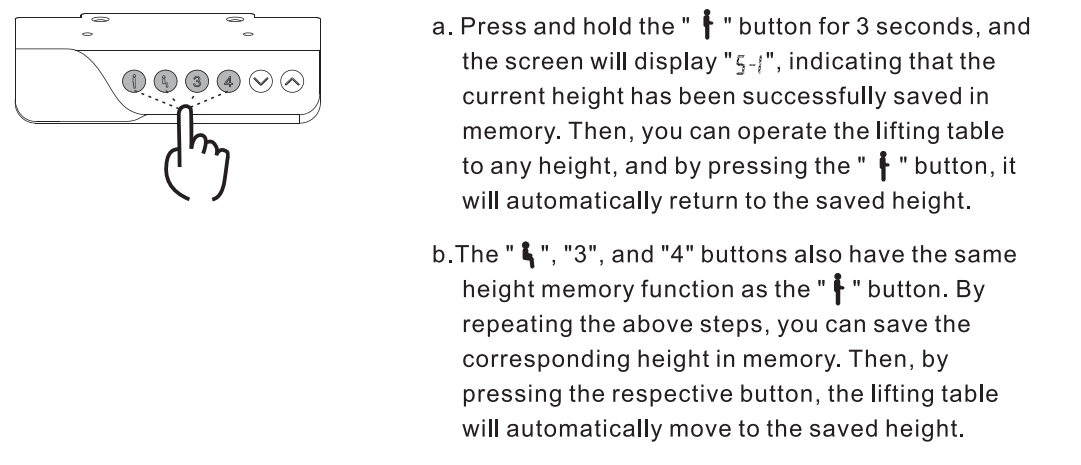 3 4
a. Press and hold the " " button for 3 seconds, and
the screen will display "5-1", indicating that the
current height has been successfully saved in
memory. Then, you can operate the lifting table
to any height, and by pressing the " " button, it
will automatically return to the saved height.
b.The " ", "3", and "4" buttons also have the same
height memory function as the " " button. By
repeating the above steps, you can save the
corresponding height in memory. Then, by
pressing the respective button, the lifting table
will automatically move to the saved height.